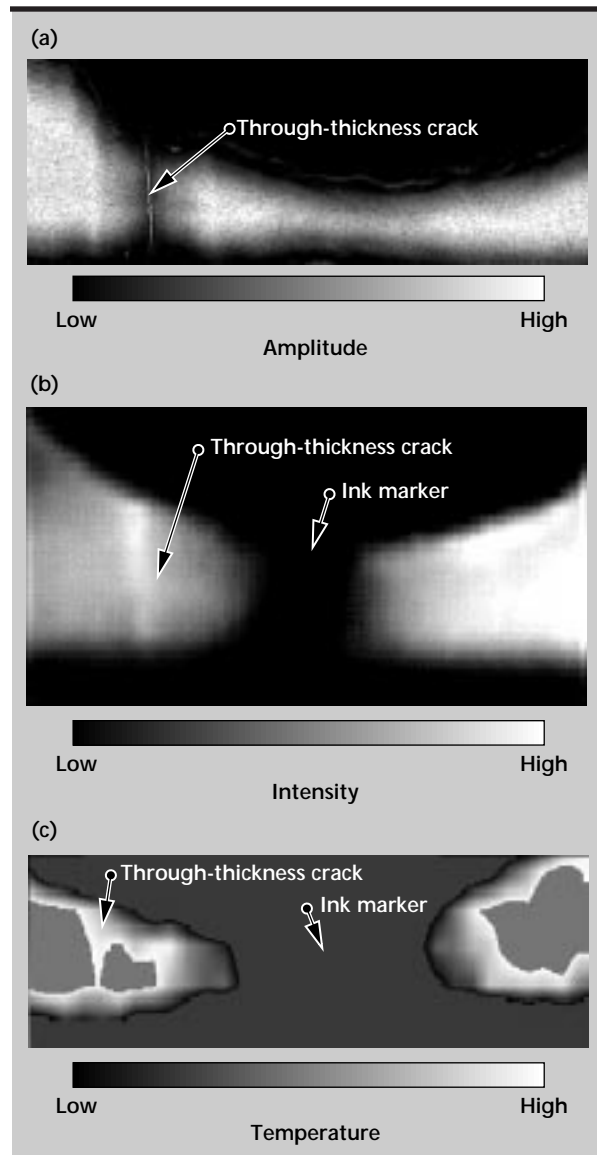 (a)
Through-thickness crack
Low High
Amplitude
(b)
Through-thickness crack
Ink marker
Low High
Intensity
(c)
Through-thickness crack
Ink marker
Low High
Temperature